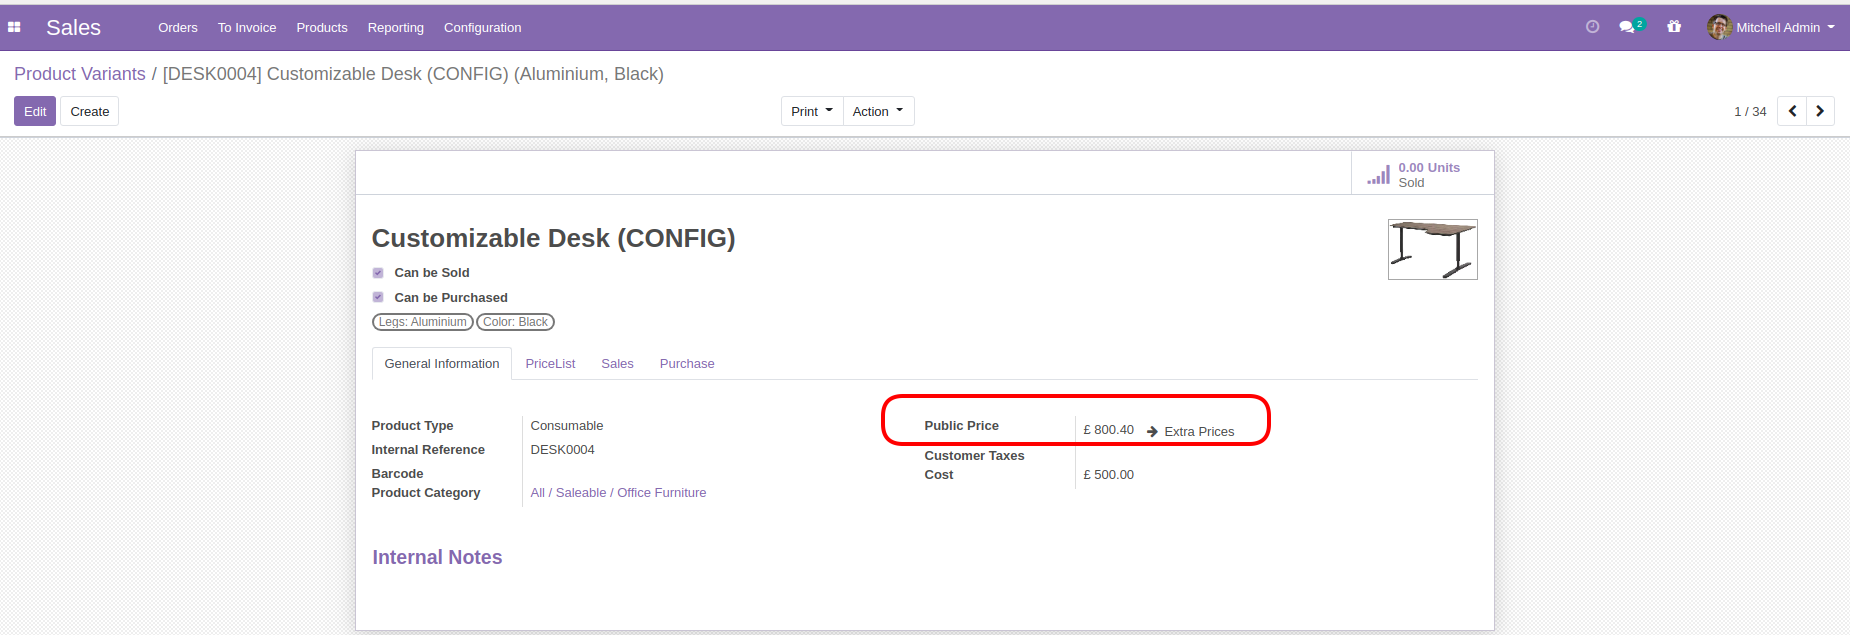 Sales Orders To Invoice Products Reporting Configuration 2 Mitchell Admin
Product Variants / [DESK0004] Customizable Desk (CONFIG) (Aluminium, Black)
Edit Create Print Action 1 / 34
0.00 Units
Sold
Customizable Desk (CONFIG)
Can be Sold
Can be Purchased
Legs: Aluminium Color: Black
General Information PriceList Sales Purchase
Product Type Consumable
Internal Reference DESK0004
Barcode
Product Category All / Saleable / Office Furniture
Public Price £ 800.40 Extra Prices
Customer Taxes
Cost £ 500.00
Internal Notes